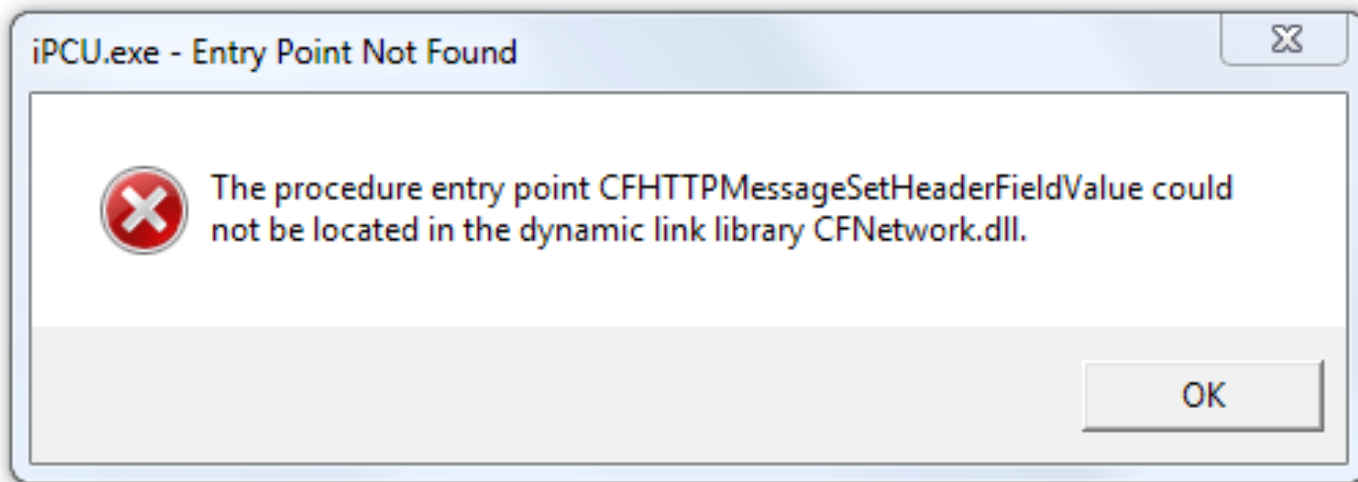 iPCU.exe - Entry Point Not Found
The procedure entry point CFHTTPMessageSetHeaderFieldValue could
not be located in the dynamic link library CFNetwork.dll.
OK